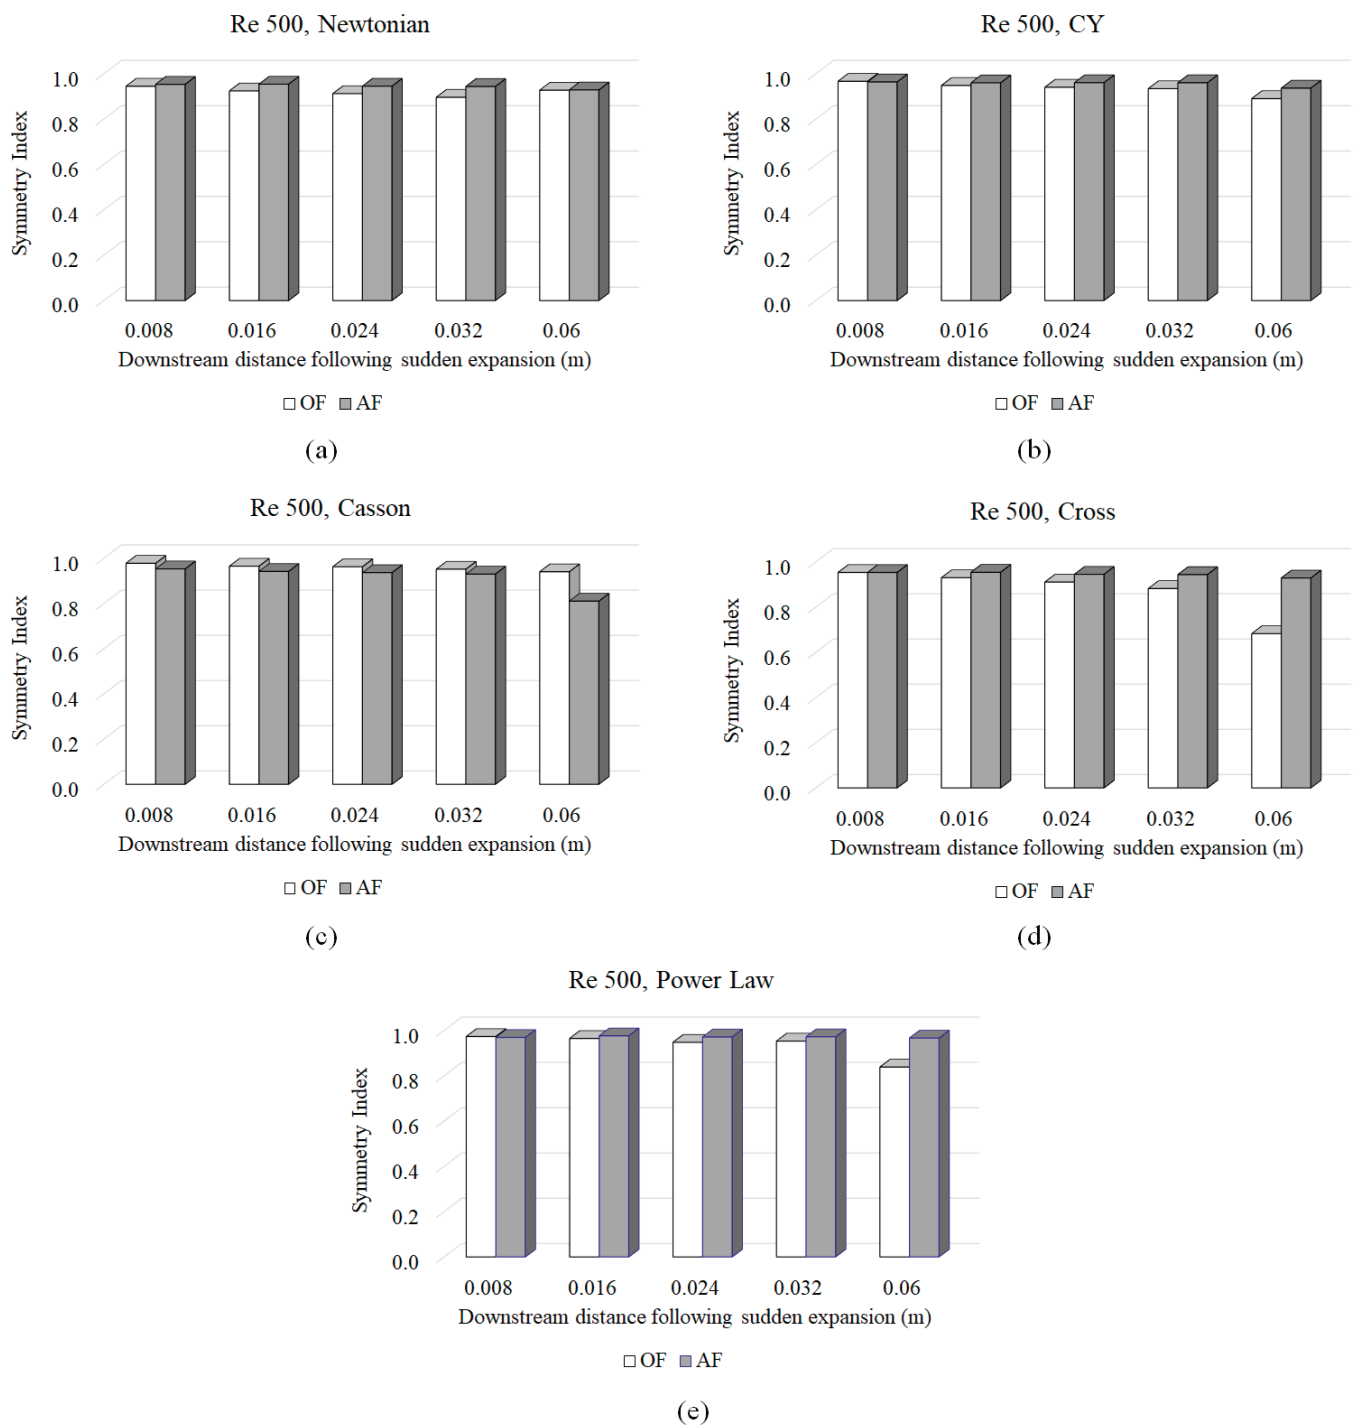 Re 500, Newtonian
Symmetry Index
1.0
0.8
0.6
0.4
0.2
0.0
0.008 0.016 0.024 0.032 0.06
Downstream distance following sudden expansion (m)
OF AF
(a)
Re 500, CY
Symmetry Index
1.0
0.8
0.6
0.4
0.2
0.0
0.008 0.016 0.024 0.032 0.06
Downstream distance following sudden expansion (m)
OF AF
(b)
Re 500, Casson
Symmetry Index
1.0
0.8
0.6
0.4
0.2
0.0
0.008 0.016 0.024 0.032 0.06
Downstream distance following sudden expansion (m)
OF AF
(c)
Re 500, Cross
Symmetry Index
1.0
0.8
0.6
0.4
0.2
0.0
0.008 0.016 0.024 0.032 0.06
Downstream distance following sudden expansion (m)
OF AF
(d)
Re 500, Power Law
Symmetry Index
1.0
0.8
0.6
0.4
0.2
0.0
0.008 0.016 0.024 0.032 0.06
Downstream distance following sudden expansion (m)
OF AF
(e)